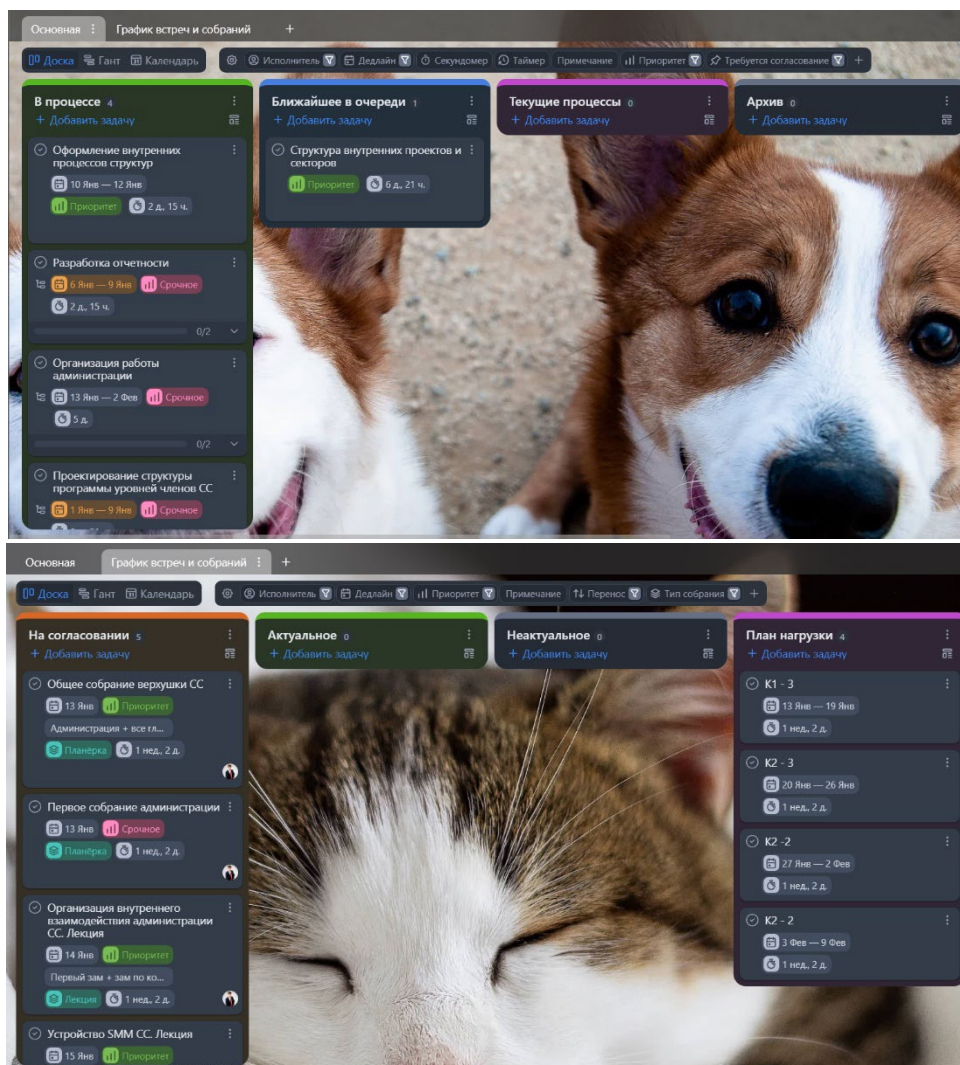 Основная
График встреч и собраний
+
Доска Гант Календарь
Исполнитель Дедлайн Секундомер Таймер Примечание Приоритет Требуется согласование +
В процессе 4
+ Добавить задачу
Оформление внутренних
процессов структур
10 Янв — 12 Янв
Приоритет 2 д., 15 ч.
Разработка отчетности
6 Янв — 9 Янв Срочное
2 д., 15 ч.
0/2
Организация работы
администрации
13 Янв — 2 Фев Срочное
5 д.
0/2
Проектирование структуры
программы уровней членов СС
1 Янв — 9 Янв Срочное
Ближайшее в очереди 1
+ Добавить задачу
Структура внутренних проектов и
секторов
Приоритет 6 д., 21 ч.
Текущие процессы 0
+ Добавить задачу
Архив 0
+ Добавить задачу
Основная
График встреч и собраний
+
Доска Гант Календарь
Исполнитель Дедлайн Приоритет Примечание Перенос Тип собрания +
На согласовании 5
+ Добавить задачу
Общее собрание верхушки СС
13 Янв Приоритет
Администрация + все гл...
Планёрка 1 нед., 2 д.
Первое собрание администрации
13 Янв Срочное
Планёрка 1 нед., 2 д.
Организация внутреннего
взаимодействия администрации
СС. Лекция
14 Янв Приоритет
Первый зам + зам по ко...
Лекция 1 нед., 2 д.
Устройство SMM СС. Лекция
15 Янв Приоритет
Актуальное 0
+ Добавить задачу
Неактуальное 0
+ Добавить задачу
План нагрузки 4
+ Добавить задачу
К1 - 3
13 Янв — 19 Янв
1 нед., 2 д.
К2 - 3
20 Янв — 26 Янв
1 нед., 2 д.
К2 -2
27 Янв — 2 Фев
1 нед., 2 д.
К2 - 2
3 Фев — 9 Фев
1 нед., 2 д.